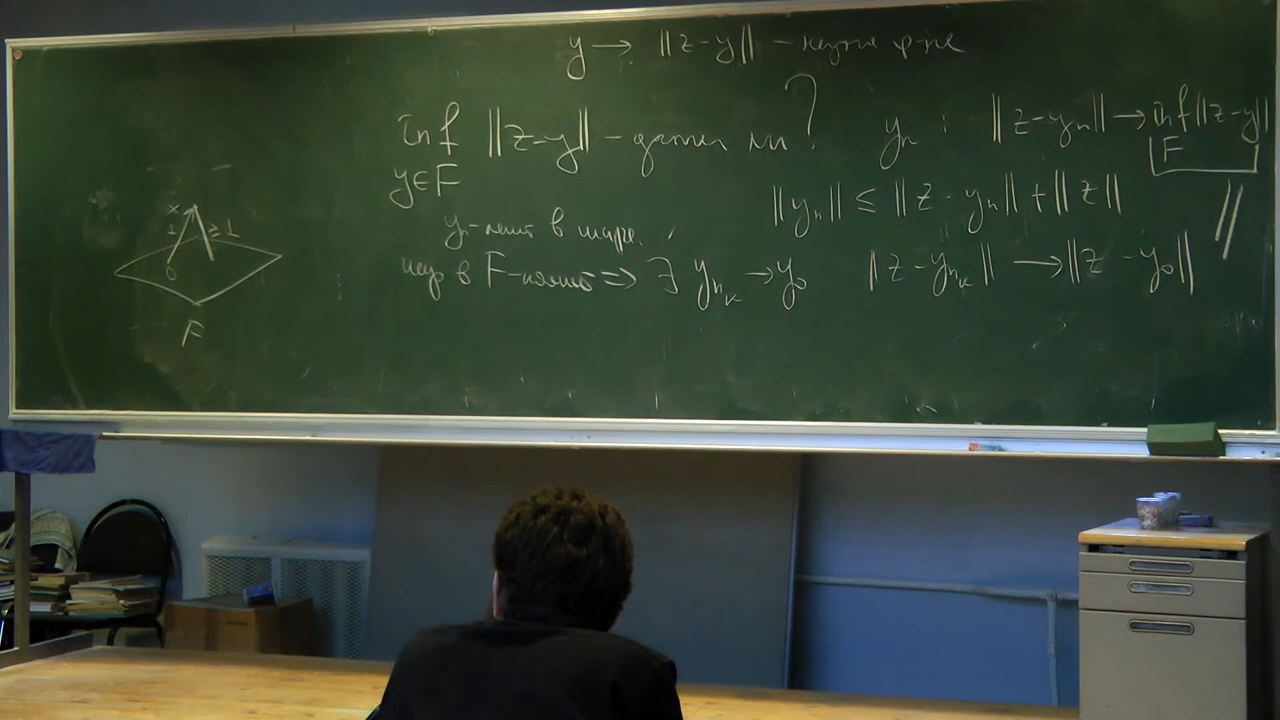 y → ||z-y|| - непр ф-не
inf ||z-y|| - достиг ли ?
y∈F
y_n : ||z-y_n|| → inf ||z-y||
F
||y_n|| ≤ ||z-y_n|| + ||z||
y_n - лежит в шаре.
шар в F - компакт ⇒ ∃ y_{n_k} → y_0
||z-y_{n_k}|| → ||z-y_0||
x
1 ≥1
0
F